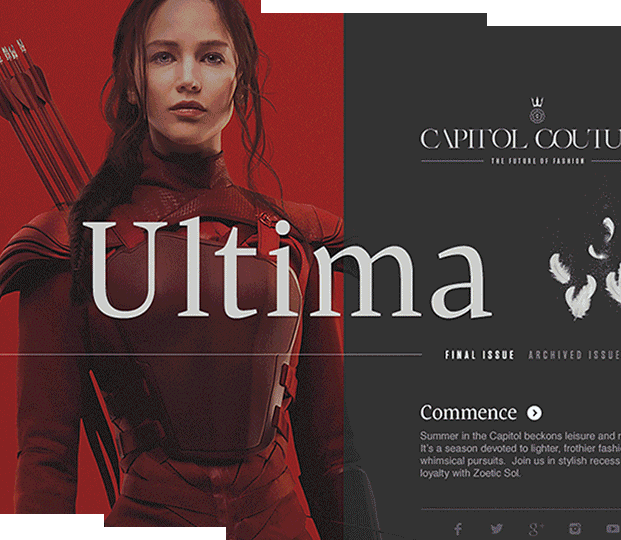 CAPITOL COUTU
THE FUTURE OF FASHION
Ultima
FINAL ISSUE ARCHIVED ISSUE
Commence
Summer in the Capitol beckons leisure and r
It's a season devoted to lighter, frothier fashi
whimsical pursuits. Join us in stylish recess
loyalty with Zoetic Sol.